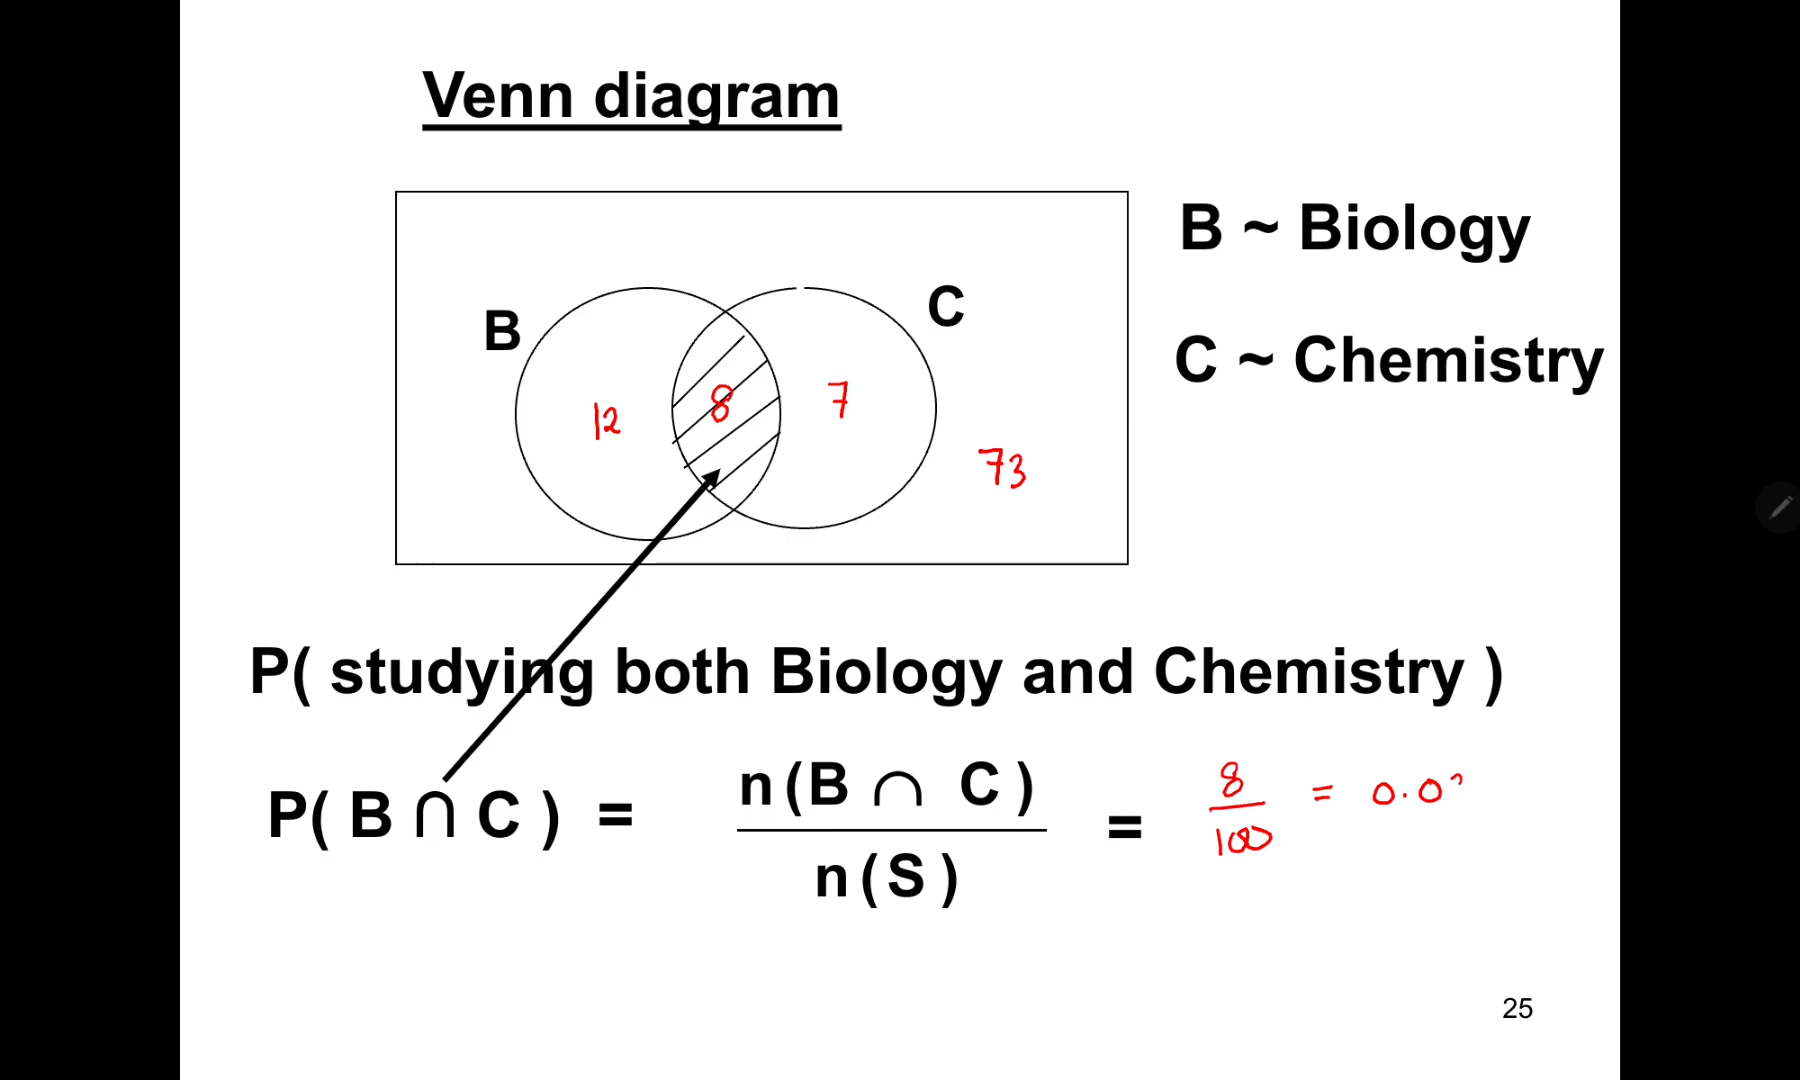 Venn diagram
B ~ Biology
C ~ Chemistry
B
C
12
8
7
73
P( studying both Biology and Chemistry )
P( B ∩ C ) = n(B ∩ C) / n(S) = 8/100 = 0.0
25